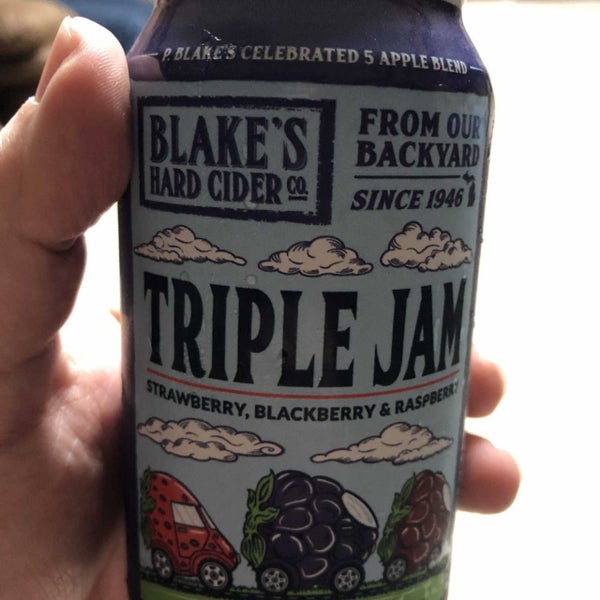 P. BLAKE'S CELEBRATED 5 APPLE BLEND
BLAKE'S
HARD CIDER CO.
FROM OUR
BACKYARD
SINCE 1946
TRIPLE JAM
STRAWBERRY, BLACKBERRY & RASPBERRY